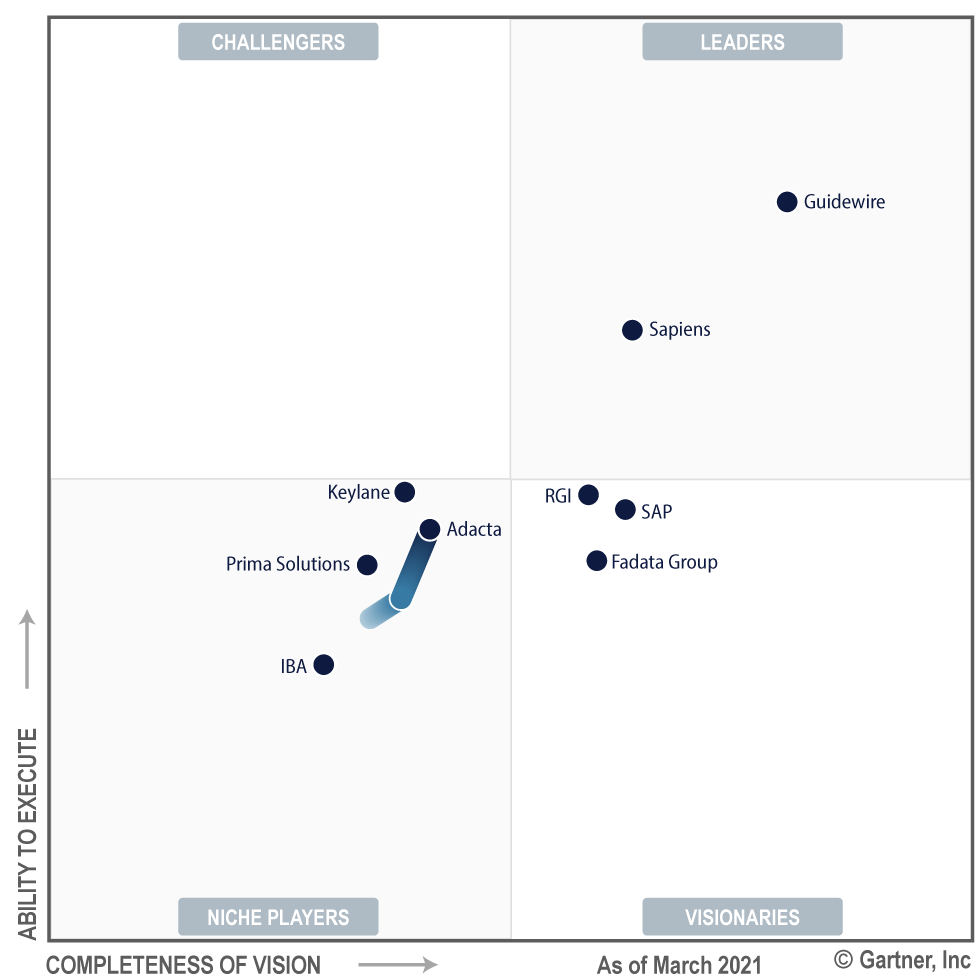 CHALLENGERS
LEADERS
Guidewire
Sapiens
Keylane
RGI
SAP
Adacta
Prima Solutions
Fadata Group
IBA
ABILITY TO EXECUTE
NICHE PLAYERS
VISIONARIES
COMPLETENESS OF VISION
As of March 2021
© Gartner, Inc